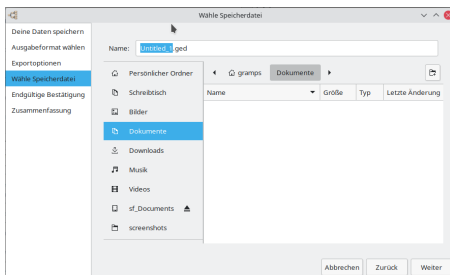 Wähle Speicherdatei
Deine Daten speichern
Ausgabeformat wählen
Exportoptionen
Wähle Speicherdatei
Endgültige Bestätigung
Zusammenfassung
Name: Untitled_1.ged
Persönlicher Ordner
Schreibtisch
Bilder
Dokumente
Downloads
Musik
Videos
sf_Documents
screenshots
gramps Dokumente
Name Größe Typ Letzte Änderung
Abbrechen Zurück Weiter